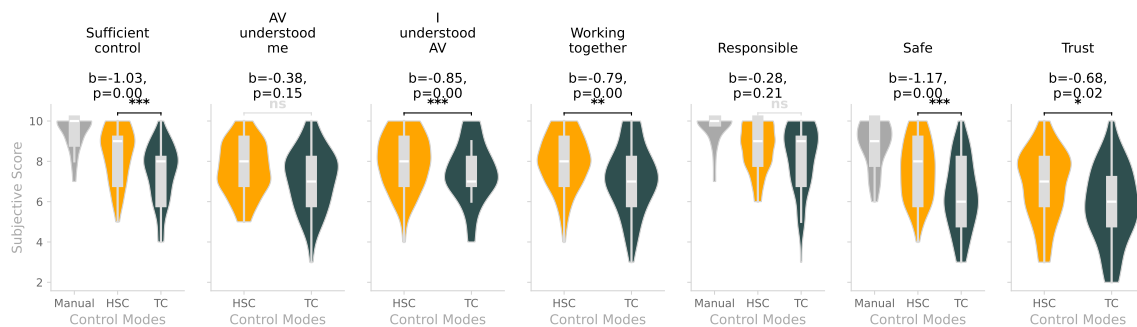 Sufficient
control
b=-1.03,
p=0.00
***
AV
understood
me
b=-0.38,
p=0.15
ns
I
understood
AV
b=-0.85,
p=0.00
***
Working
together
b=-0.79,
p=0.00
**
Responsible
b=-0.28,
p=0.21
ns
Safe
b=-1.17,
p=0.00
***
Trust
b=-0.68,
p=0.02
*
Subjective Score
10
8
6
4
2
Manual HSC TC
Control Modes
HSC TC
Control Modes
HSC TC
Control Modes
HSC TC
Control Modes
Manual HSC TC
Control Modes
Manual HSC TC
Control Modes
HSC TC
Control Modes